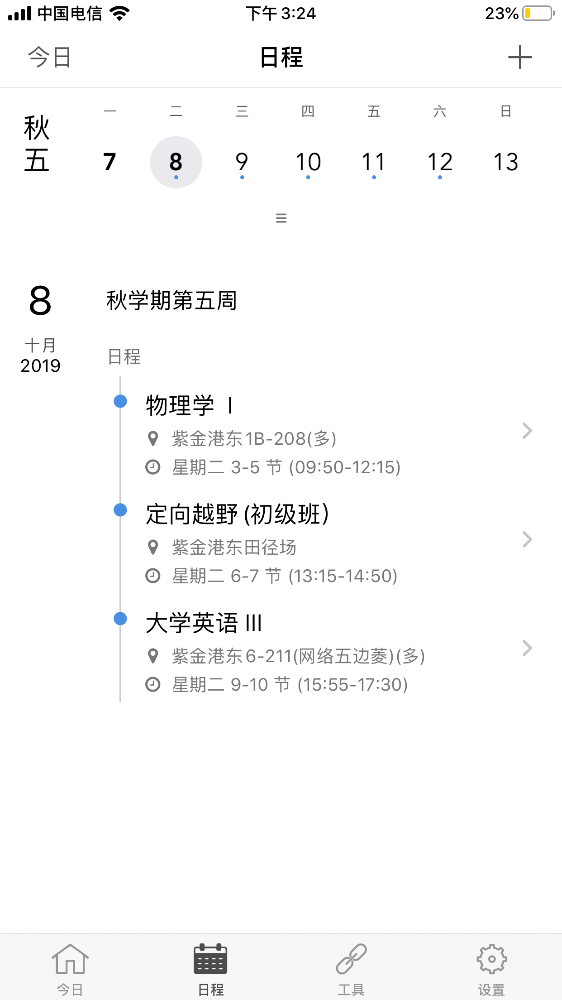 中国电信 下午3:24 23%
今日 日程
秋五
一 二 三 四 五 六 日
7 8 9 10 11 12 13
8 秋学期第五周
十月
2019
日程
物理学 I
紫金港东1B-208(多)
星期二 3-5 节 (09:50-12:15)
定向越野(初级班）
紫金港东田径场
星期二 6-7 节 (13:15-14:50)
大学英语 III
紫金港东6-211(网络五边菱)(多)
星期二 9-10 节 (15:55-17:30)
今日 日程 工具 设置